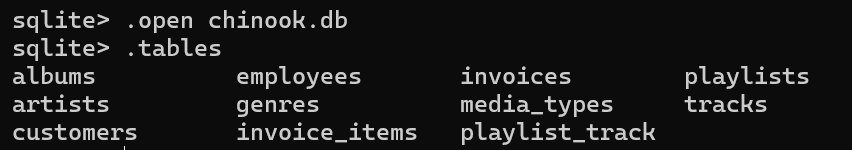 sqlite> .open chinook.db
sqlite> .tables
albums          employees       invoices        playlists
artists         genres          media_types     tracks
customers       invoice_items   playlist_track